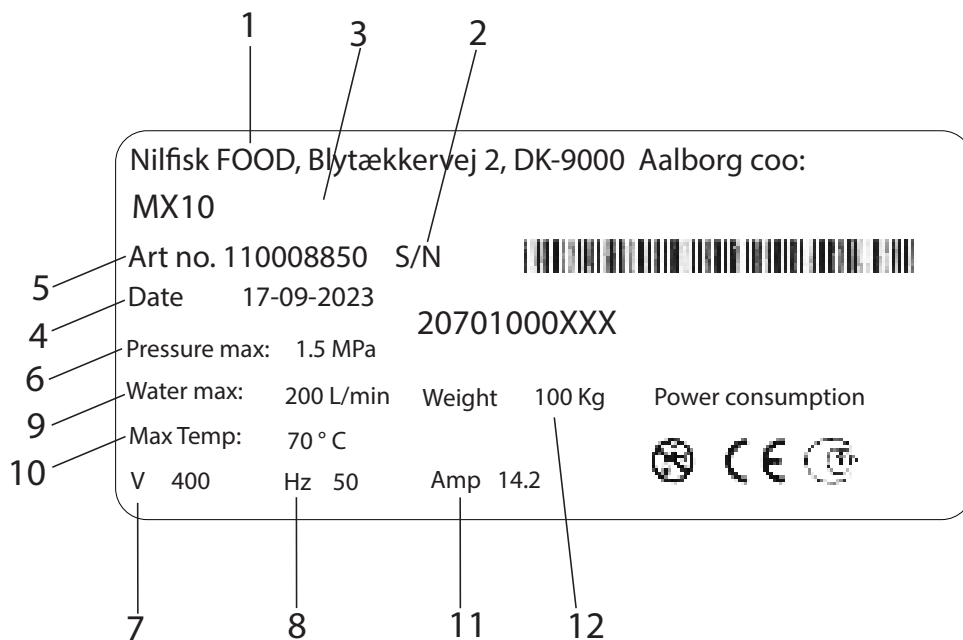 1
3
2
Nilfisk FOOD, Blytækkervej 2, DK-9000 Aalborg coo:
MX10
5
Art no. 110008850 S/N
4
Date 17-09-2023
20701000XXX
6
Pressure max: 1.5 MPa
9
Water max: 200 L/min Weight 100 Kg Power consumption
10
Max Temp: 70 ° C
CE
V 400 Hz 50 Amp 14.2
7
8
11
12